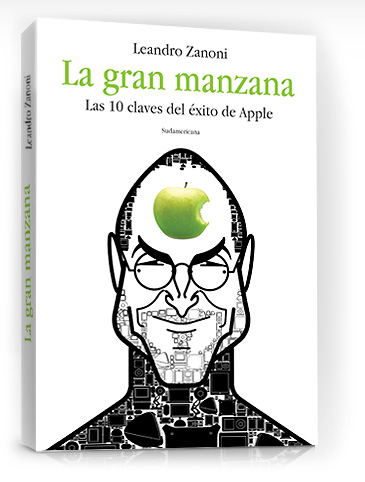 Leandro Zanoni
La gran manzana
Las 10 claves del éxito de Apple
Sudamericana
La gran manzana
Leandro Zanoni